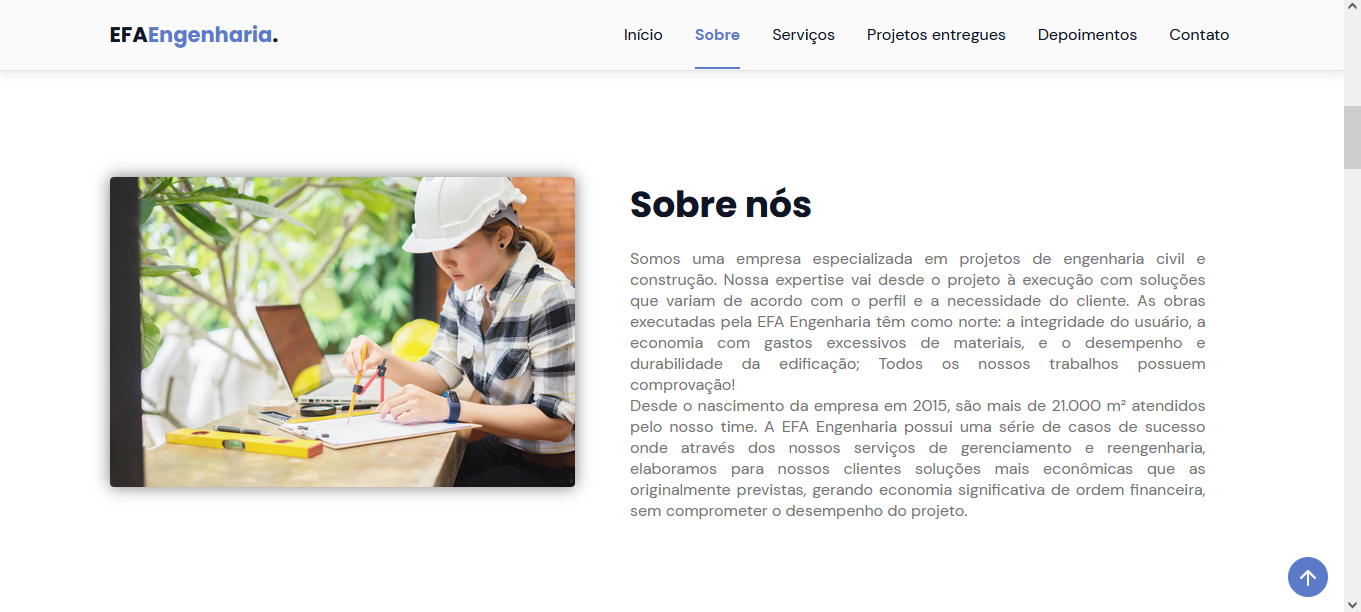 EFAEngenharia.
Início Sobre Serviços Projetos entregues Depoimentos Contato
Sobre nós
Somos uma empresa especializada em projetos de engenharia civil e
construção. Nossa expertise vai desde o projeto à execução com soluções
que variam de acordo com o perfil e a necessidade do cliente. As obras
executadas pela EFA Engenharia têm como norte: a integridade do usuário, a
economia com gastos excessivos de materiais, e o desempenho e
durabilidade da edificação; Todos os nossos trabalhos possuem
comprovação!
Desde o nascimento da empresa em 2015, são mais de 21.000 m² atendidos
pelo nosso time. A EFA Engenharia possui uma série de casos de sucesso
onde através dos nossos serviços de gerenciamento e reengenharia,
elaboramos para nossos clientes soluções mais econômicas que as
originalmente previstas, gerando economia significativa de ordem financeira,
sem comprometer o desempenho do projeto.